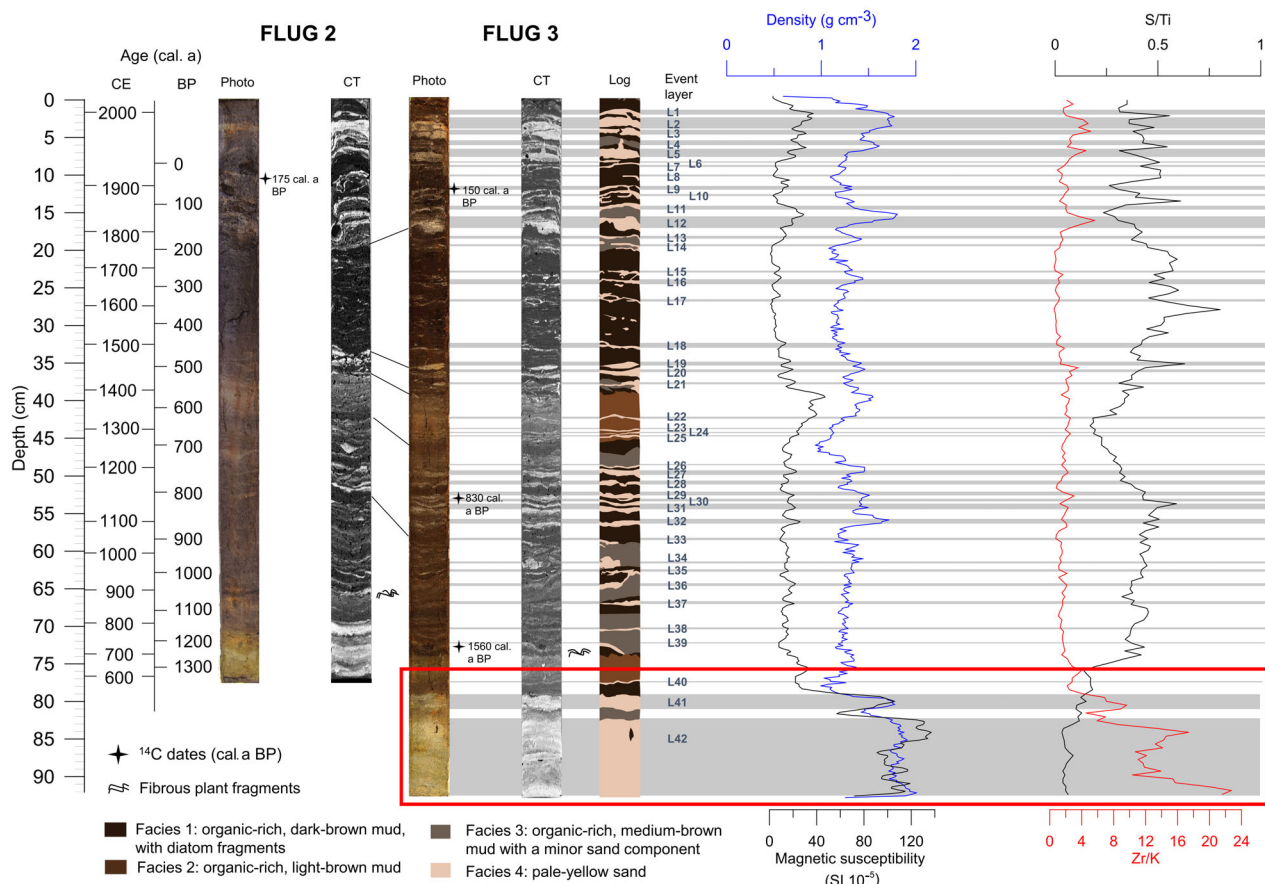 FLUG 2
FLUG 3
Density (g cm⁻³)
0 1 2
S/Ti
0 0.5 1
Age (cal. a)
CE BP Photo CT Photo CT Log Event layer
Depth (cm)
0
5
10
15
20
25
30
35
40
45
50
55
60
65
70
75
80
85
90
2000
1900
1800
1700
1600
1500
1400
1300
1200
1100
1000
900
800
700
600
0
100
200
300
400
500
600
700
800
900
1000
1100
1200
1300
175 cal. a
BP
150 cal. a
BP
830 cal.
a BP
1560 cal.
a BP
L1
L2
L3
L4
L5
L6
L7
L8
L9
L10
L11
L12
L13
L14
L15
L16
L17
L18
L19
L20
L21
L22
L23
L24
L25
L26
L27
L28
L29
L30
L31
L32
L33
L34
L35
L36
L37
L38
L39
L40
L41
L42
¹⁴C dates (cal.a BP)
Fibrous plant fragments
Facies 1: organic-rich, dark-brown mud,
with diatom fragments
Facies 2: organic-rich, light-brown mud
Facies 3: organic-rich, medium-brown
mud with a minor sand component
Facies 4: pale-yellow sand
0 40 80 120
Magnetic susceptibility
(SI 10⁻⁵)
0 4 8 12 16 20 24
Zr/K